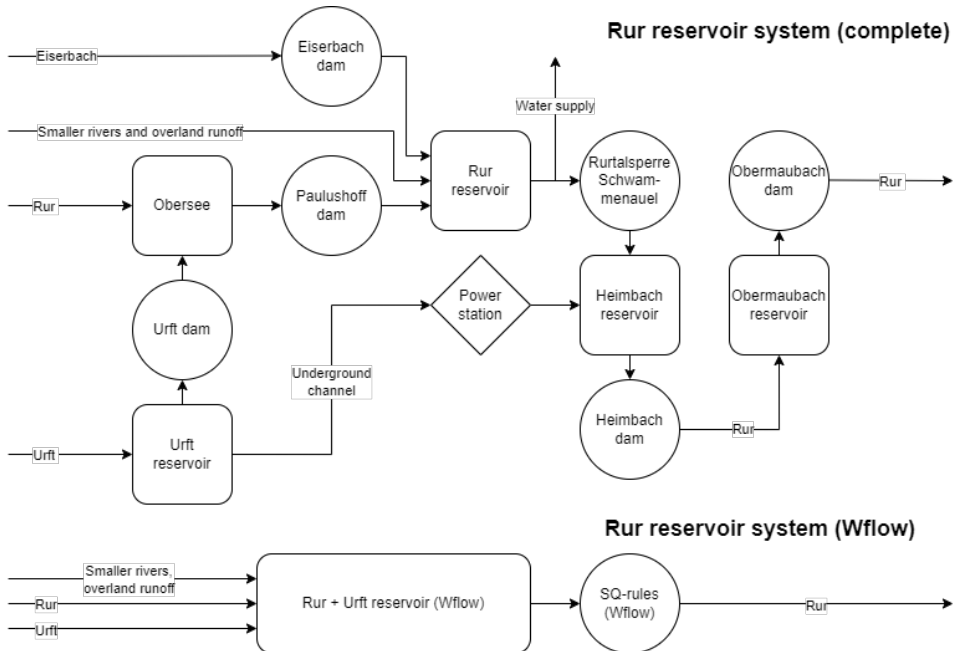 Rur reservoir system (complete)
Eiserbach
Eiserbach
dam
Water supply
Smaller rivers and overland runoff
Rur
reservoir
Rurtalsperre
Schwam-
menauel
Obermaubach
dam
Rur
Rur
Obersee
Paulushoff
dam
Urft dam
Power
station
Heimbach
reservoir
Obermaubach
reservoir
Underground
channel
Urft
Urft
reservoir
Heimbach
dam
Rur
Rur reservoir system (Wflow)
Smaller rivers,
overland runoff
Rur
Urft
Rur + Urft reservoir (Wflow)
SQ-rules
(Wflow)
Rur